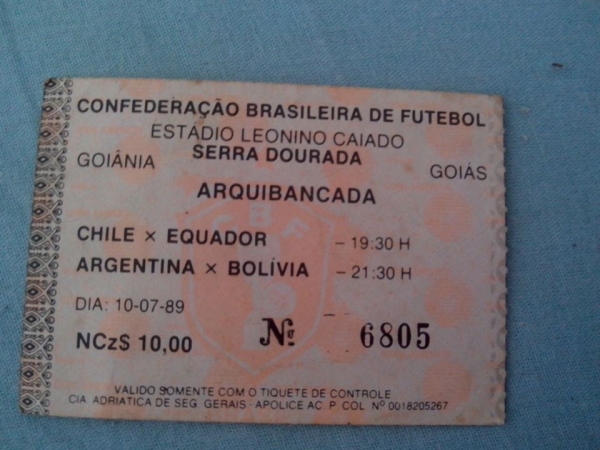 CONFEDERAÇÃO BRASILEIRA DE FUTEBOL
ESTÁDIO LEONINO CAIADO
GOIÂNIA SERRA DOURADA GOIÁS
ARQUIBANCADA
CBF
CHILE × EQUADOR – 19:30 H
ARGENTINA × BOLÍVIA – 21:30 H
DIA: 10-07-89
NCz$ 10,00 Nº 6805
VALIDO SOMENTE COM O TIQUETE DE CONTROLE
CIA ADRIATICA DE SEG. GERAIS - APOLICE AC. P. COL Nº 0018205267